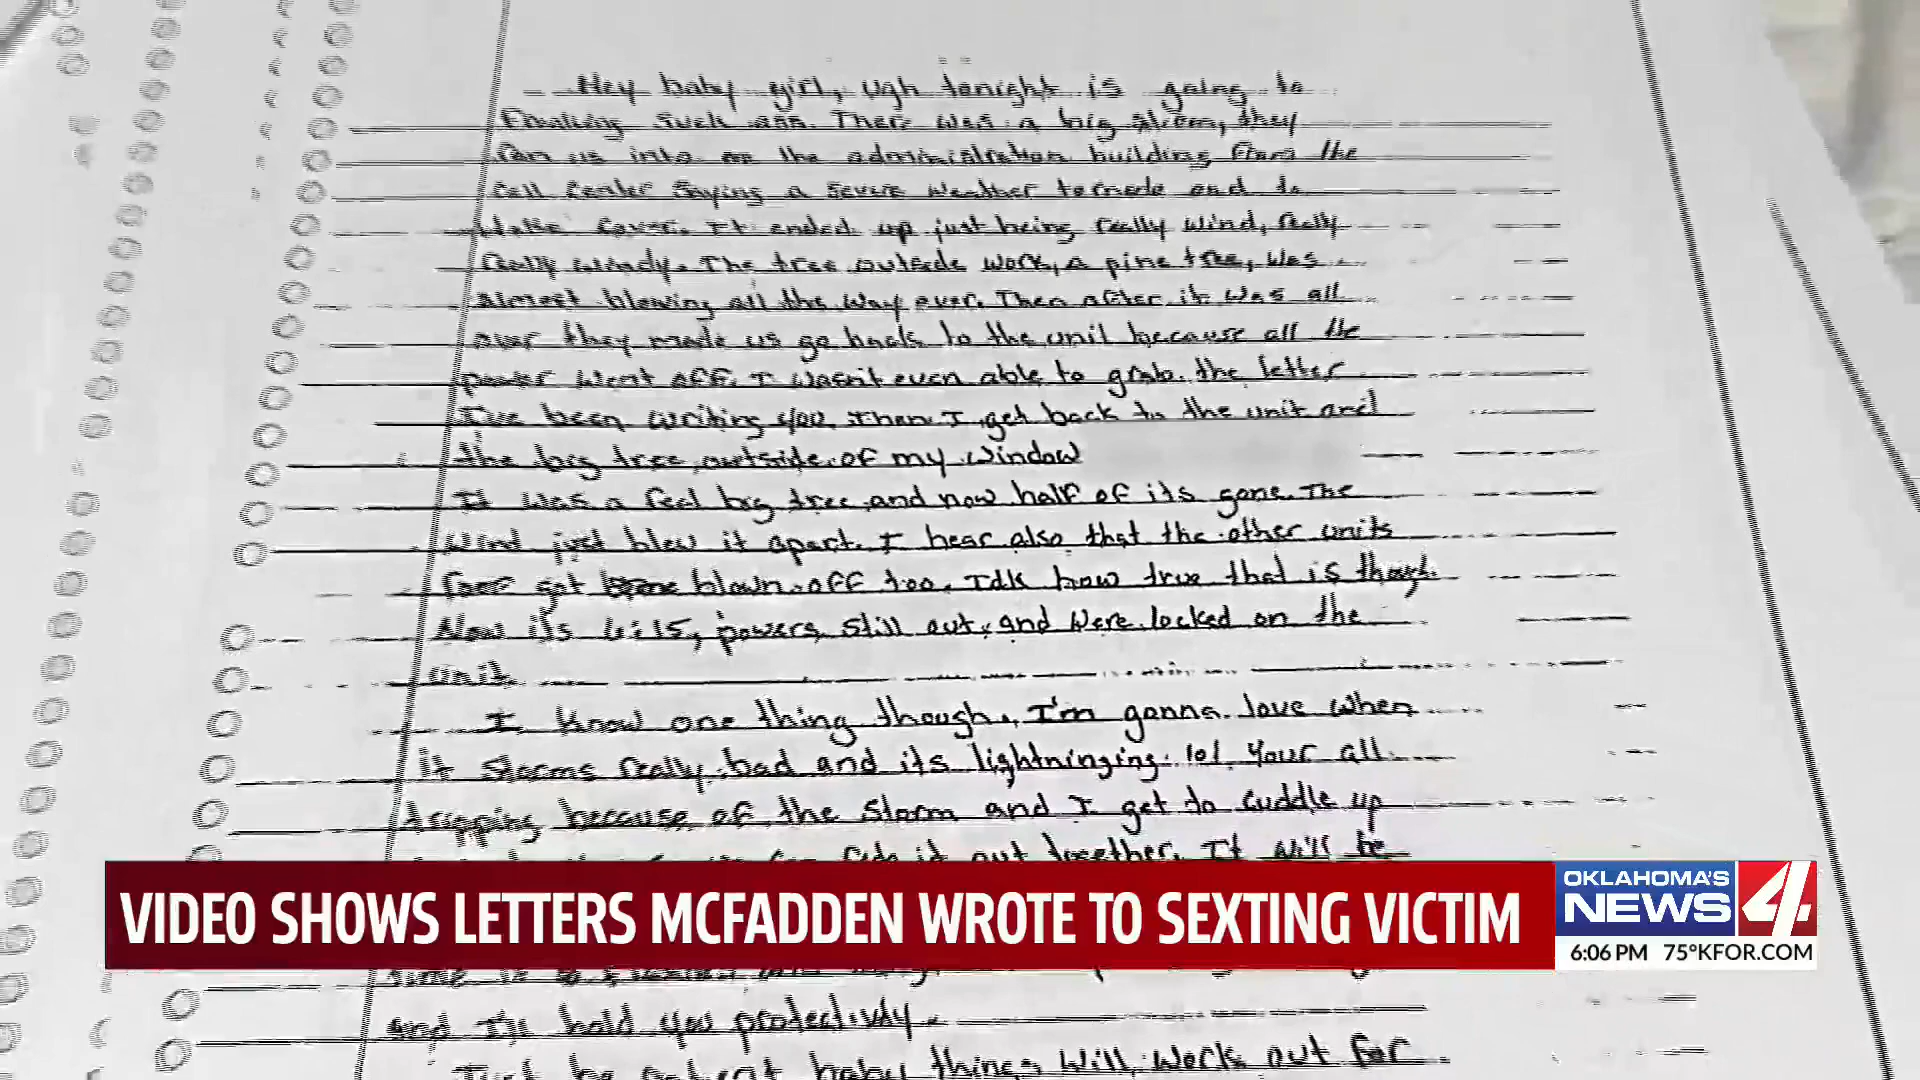 Hey baby girl, ugh tonight is going to
Freaking suck ass. There was a big storm, they
ran us into the administration building from the
Call Center Saying a Severe Weather tornado and to
take Cover. It ended up just being really wind, really
really windy. The tree outside work, a pine tree, was
almost blowing all the way over. Then after it was all
over they made us go back to the unit because all the
power went off. I wasn't even able to grab the letter
I've been writing you. Then I get back to the unit and
the big tree outside of my window
It was a real big tree and now half of its gone. The
wind just blew it apart. I hear also that the other units
got blown off too. Idk how true that is though.
Now its 6:15, powers still out, and were locked on the
unit.
I know one thing though, I'm gonna love when
it storms really bad and its lightninging. lol Your all
tripping because of the storm and I get to cuddle up
it out together. It will be
VIDEO SHOWS LETTERS MCFADDEN WROTE TO SEXTING VICTIM
OKLAHOMA'S
NEWS 4
6:06 PM 75° KFOR.COM
and I'll hold you protectivly.
Just be patient baby things will work out for